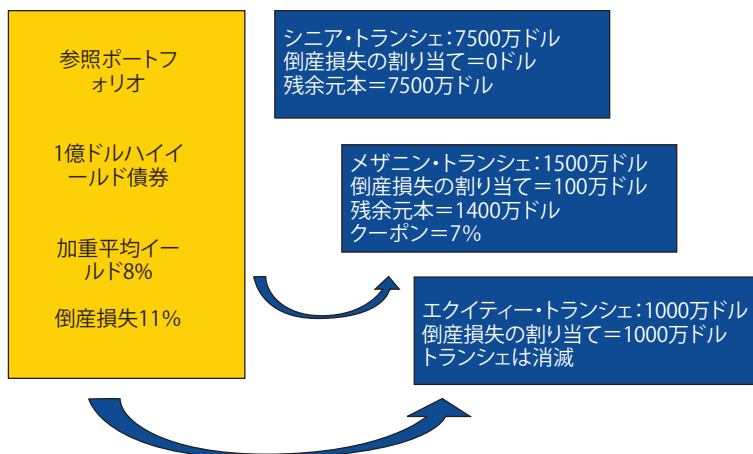 参照ポートフ
ォリオ
1億ドルハイイ
ールド債券
加重平均イー
ルド8%
倒産損失11%
シニア・トランシェ：7500万ドル
倒産損失の割り当て＝0ドル
残余元本＝7500万ドル
メザニン・トランシェ：1500万ドル
倒産損失の割り当て＝100万ドル
残余元本＝1400万ドル
クーポン＝7%
エクイティー・トランシェ：1000万ドル
倒産損失の割り当て＝1000万ドル
トランシェは消滅